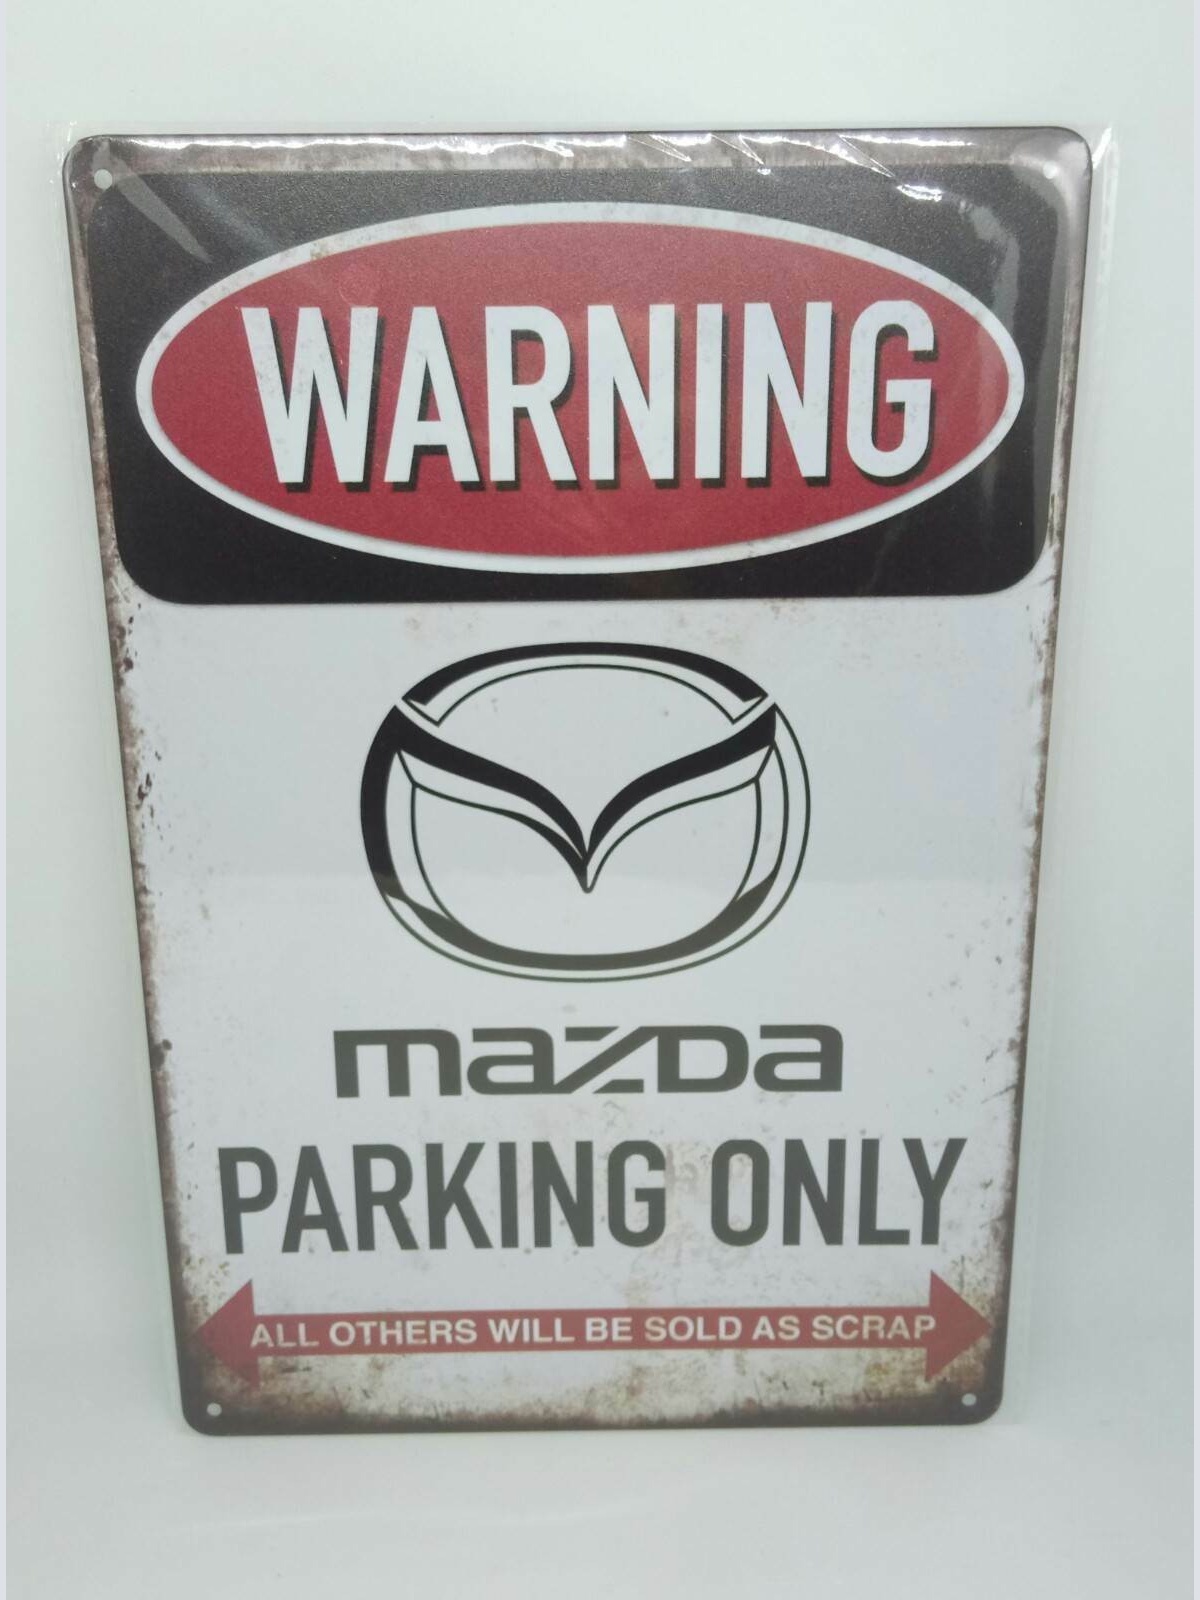 WARNING
mazda
PARKING ONLY
ALL OTHERS WILL BE SOLD AS SCRAP